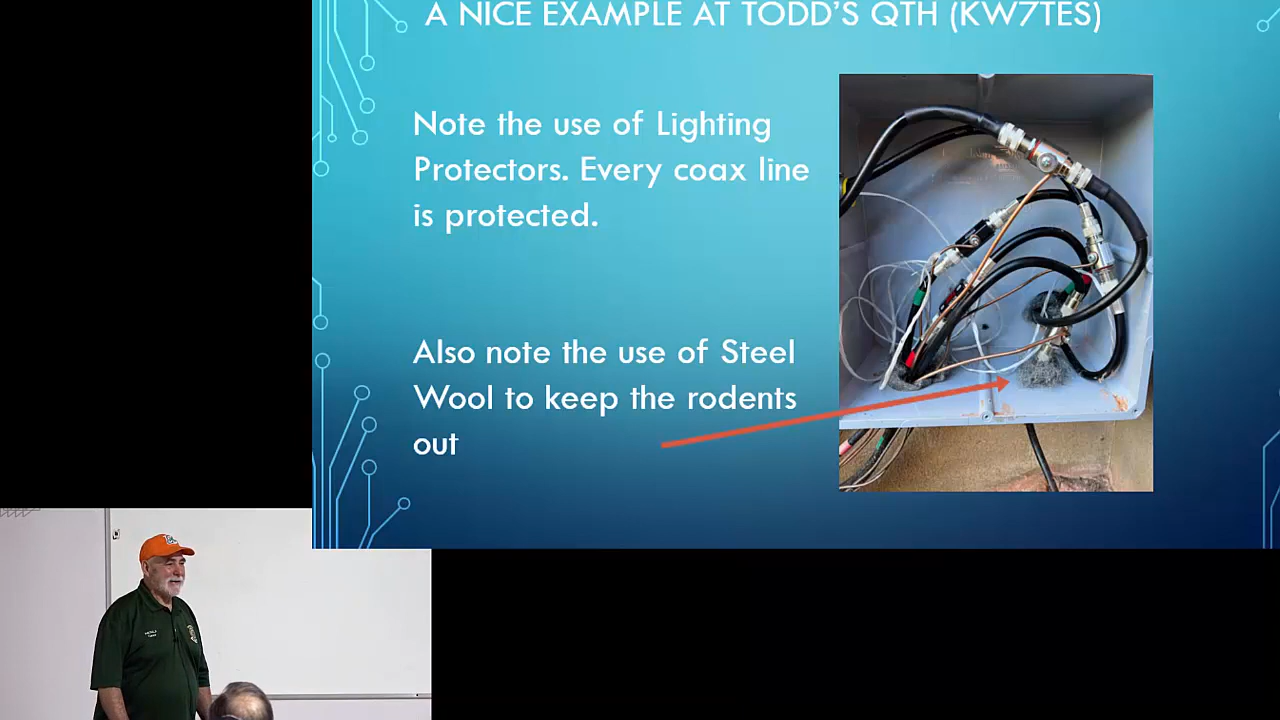 A NICE EXAMPLE AT TODD'S QTH (KW7TES)
Note the use of Lighting
Protectors. Every coax line
is protected.
Also note the use of Steel
Wool to keep the rodents
out